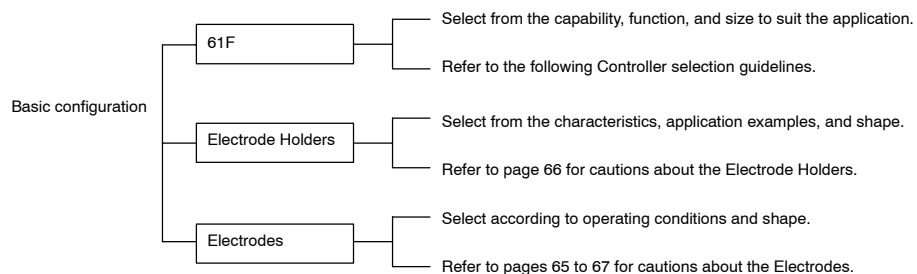 Select from the capability, function, and size to suit the application.
61F
Refer to the following Controller selection guidelines.
Basic configuration
Select from the characteristics, application examples, and shape.
Electrode Holders
Refer to page 66 for cautions about the Electrode Holders.
Select according to operating conditions and shape.
Electrodes
Refer to pages 65 to 67 for cautions about the Electrodes.